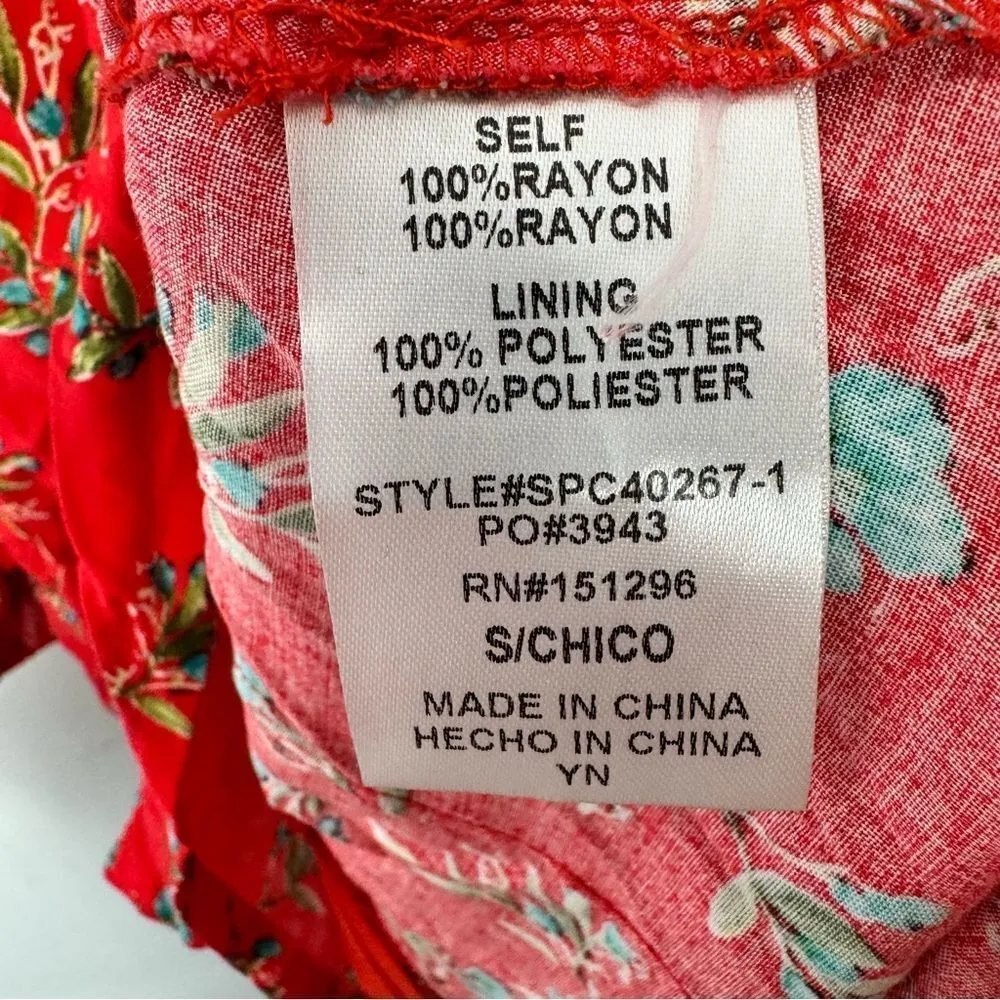 SELF
100%RAYON
100%RAYON
LINING
100% POLYESTER
100%POLIESTER
STYLE#SPC40267-1
PO#3943
RN#151296
S/CHICO
MADE IN CHINA
HECHO IN CHINA
YN